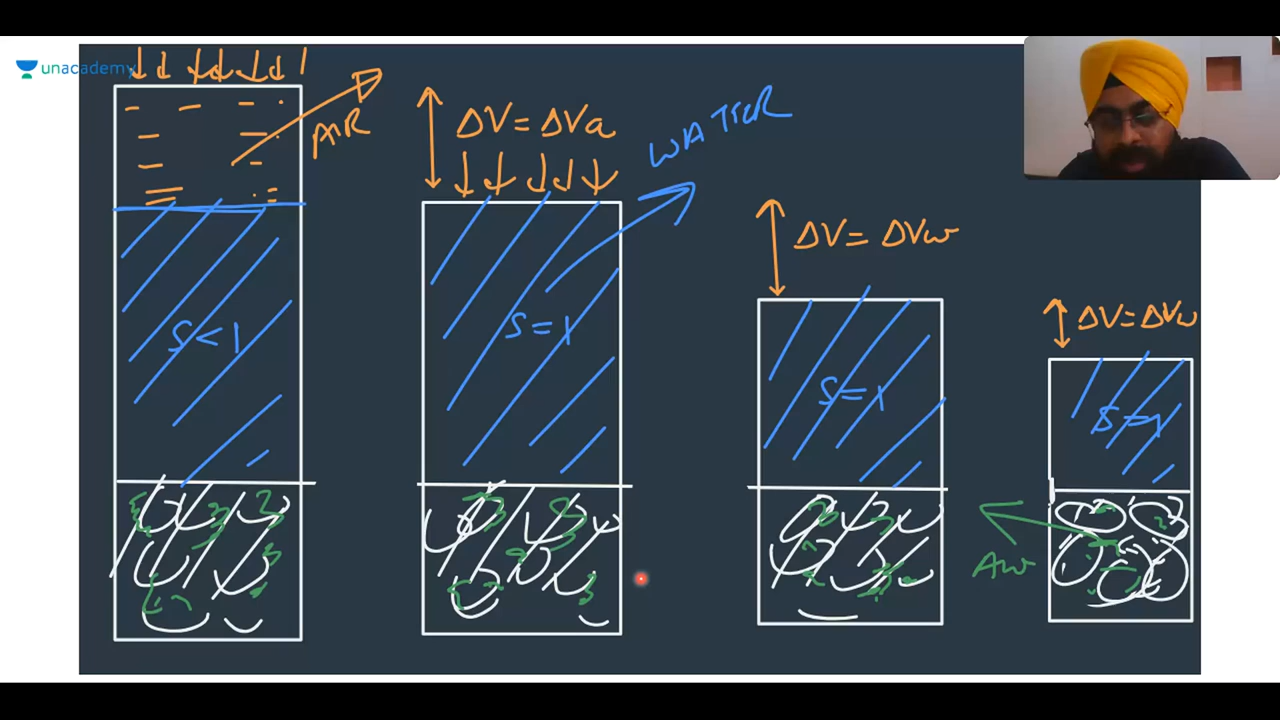 unacademy
AIR
S < 1
ΔV = ΔVa
WATER
S = 1
ΔV = ΔVw
S = 1
ΔV = ΔVw
S = 1
AW